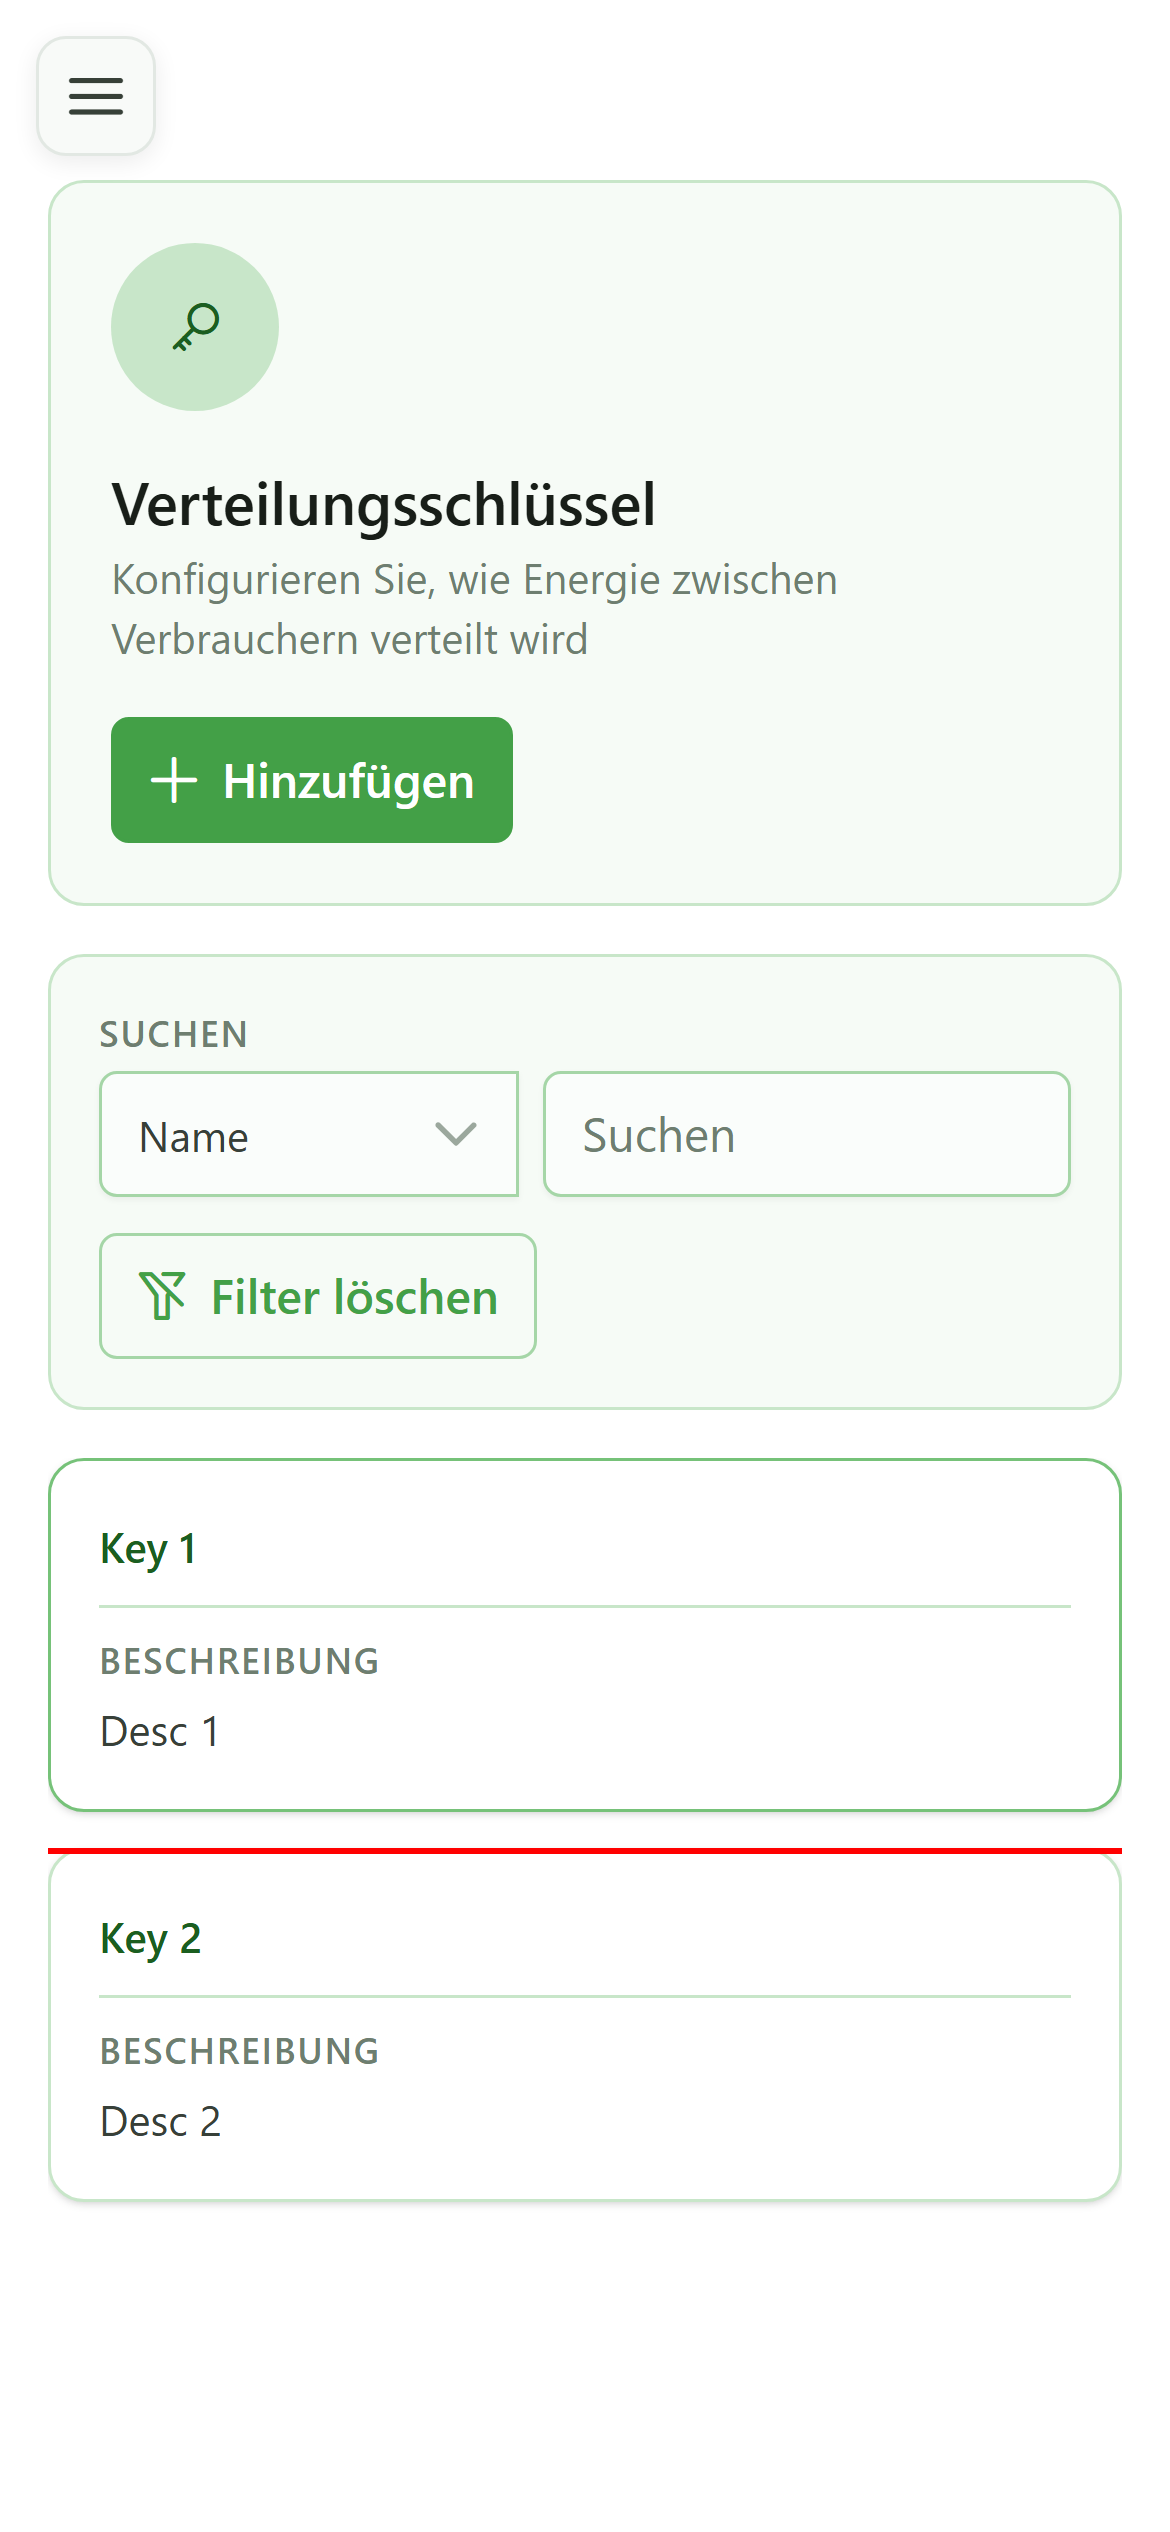 Verteilungsschlüssel
Konfigurieren Sie, wie Energie zwischen
Verbrauchern verteilt wird
Hinzufügen
SUCHEN
Name
Suchen
Filter löschen
Key 1
BESCHREIBUNG
Desc 1
Key 2
BESCHREIBUNG
Desc 2